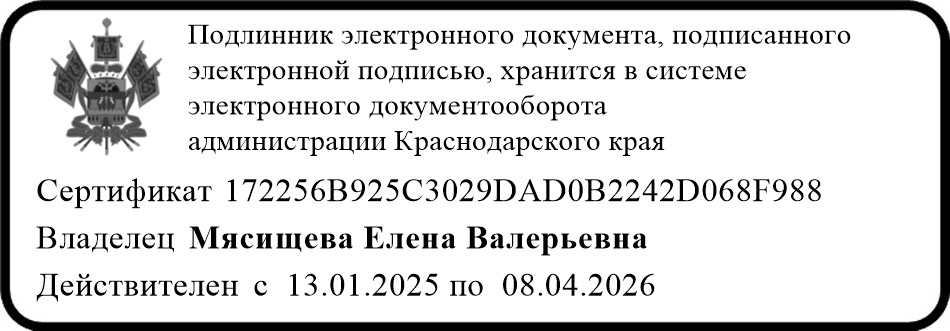 Подлинник электронного документа, подписанного
электронной подписью, хранится в системе
электронного документооборота
администрации Краснодарского края
Сертификат 172256B925C3029DAD0B2242D068F988
Владелец Мясищева Елена Валерьевна
Действителен с 13.01.2025 по 08.04.2026